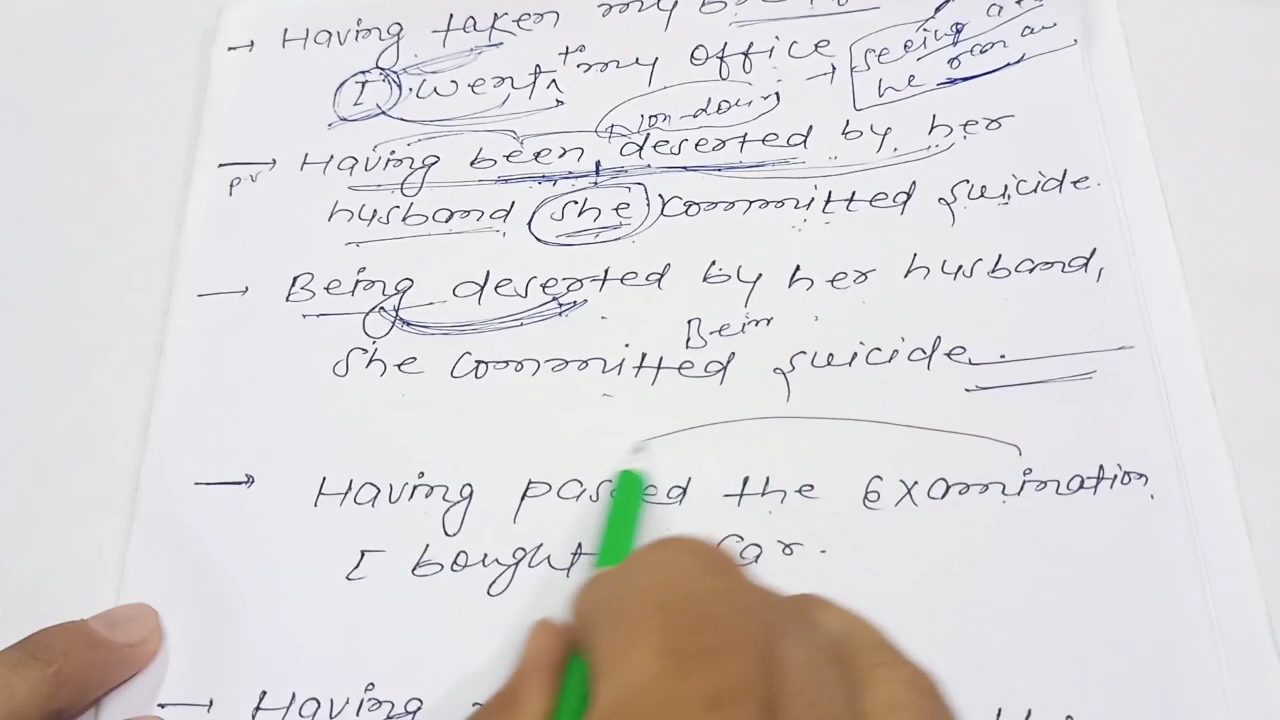 → Having taken my
I went to my office → seeing a
he ran
non-doing
p.v → Having been deserted by her
husband she committed suicide.
→ Being deserted by her husband,
Bein
she committed suicide.
→ Having passed the Examination
I bought car.
→ Having